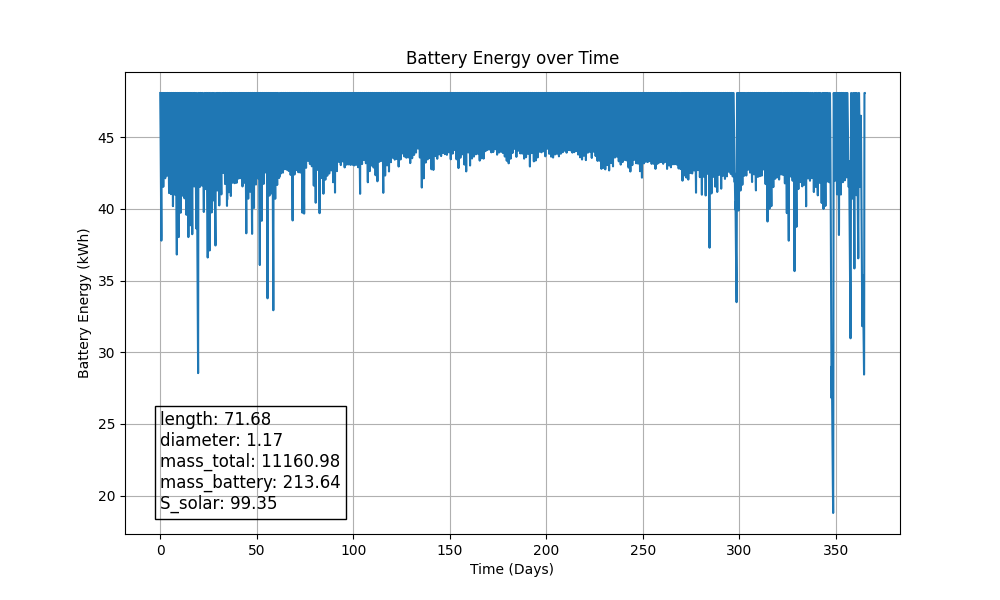 Battery Energy over Time
Battery Energy (kWh)
45
40
35
30
25
20
length: 71.68
diameter: 1.17
mass_total: 11160.98
mass_battery: 213.64
S_solar: 99.35
0 50 100 150 200 250 300 350
Time (Days)